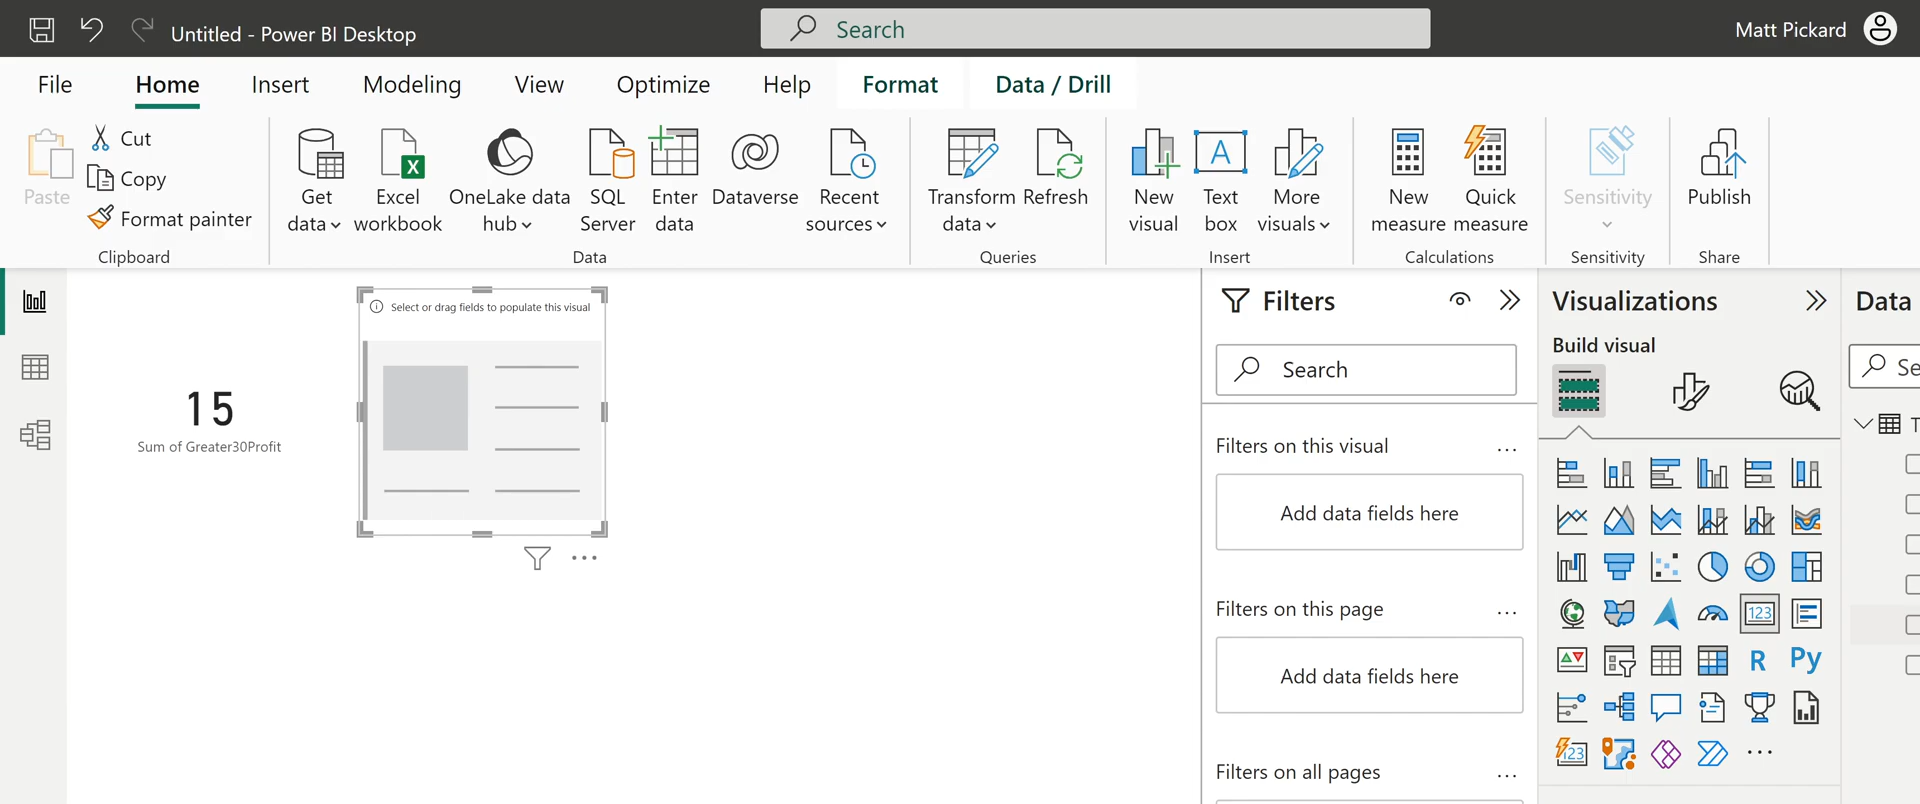 Untitled - Power BI Desktop
Search
Matt Pickard
File
Home
Insert
Modeling
View
Optimize
Help
Format
Data / Drill
Paste
Cut
Copy
Format painter
Clipboard
Get
data
Excel
workbook
OneLake data
hub
SQL
Server
Enter
data
Dataverse
Recent
sources
Data
Transform
data
Refresh
Queries
New
visual
Text
box
More
visuals
Insert
New
measure
Quick
measure
Calculations
Sensitivity
Sensitivity
Publish
Share
Select or drag fields to populate this visual
15
Sum of Greater30Profit
Filters
Search
Filters on this visual
...
Add data fields here
Filters on this page
...
Add data fields here
Filters on all pages
...
Visualizations
Build visual
123
R
Py
123
...
Data
Se
T